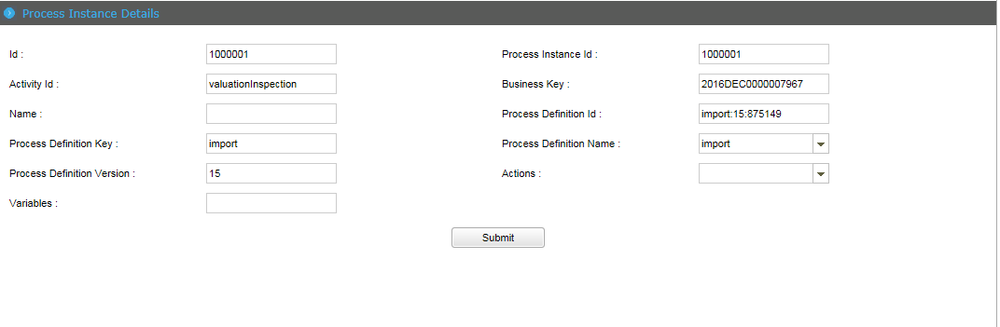 Process Instance Details
Id : 1000001 Process Instance Id : 1000001
Activity Id : valuationInspection Business Key : 2016DEC0000007967
Name : Process Definition Id : import:15:875149
Process Definition Key : import Process Definition Name : import
Process Definition Version : 15 Actions :
Variables :
Submit